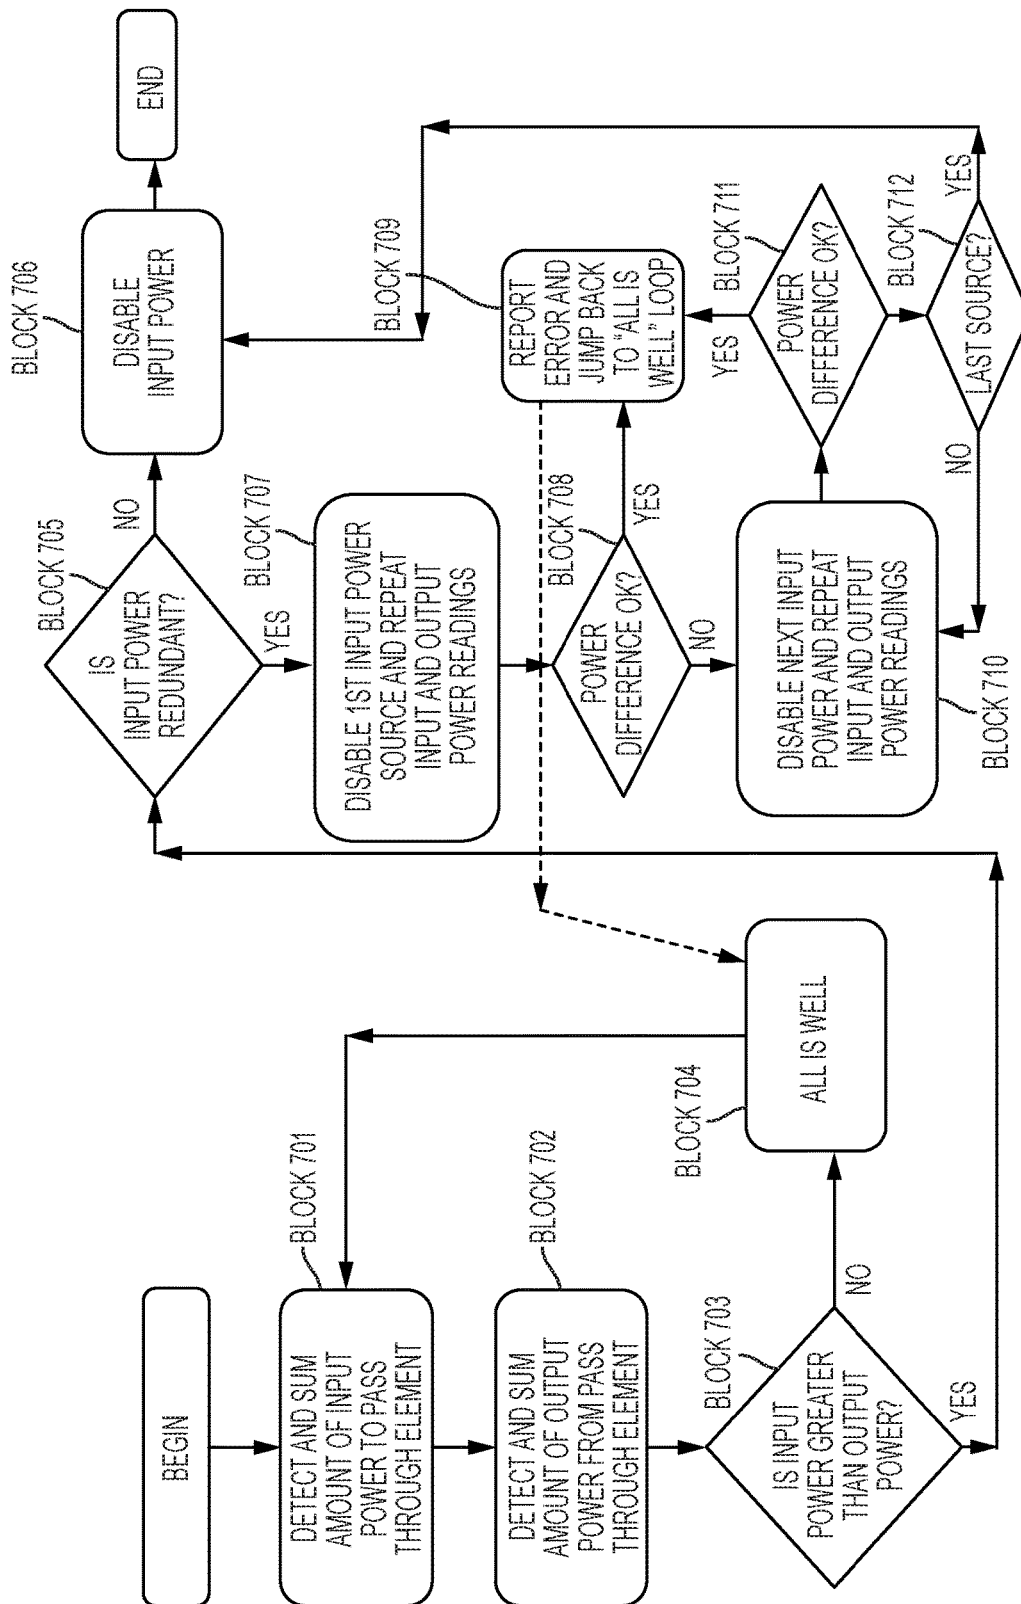 BEGIN
DETECT AND SUM
AMOUNT OF INPUT
POWER TO PASS
THROUGH ELEMENT
BLOCK 701
DETECT AND SUM
AMOUNT OF OUTPUT
POWER FROM PASS
THROUGH ELEMENT
BLOCK 702
IS INPUT
POWER GREATER
THAN OUTPUT
POWER?
BLOCK 703
NO
YES
ALL IS WELL
BLOCK 704
IS
INPUT POWER
REDUNDANT?
BLOCK 705
NO
YES
DISABLE
INPUT POWER
BLOCK 706
END
DISABLE 1ST INPUT POWER
SOURCE AND REPEAT
INPUT AND OUTPUT
POWER READINGS
BLOCK 707
POWER
DIFFERENCE OK?
BLOCK 708
YES
NO
REPORT
ERROR AND
JUMP BACK
TO "ALL IS
WELL" LOOP
BLOCK 709
DISABLE NEXT INPUT
POWER AND REPEAT
INPUT AND OUTPUT
POWER READINGS
BLOCK 710
POWER
DIFFERENCE OK?
BLOCK 711
YES
LAST SOURCE?
BLOCK 712
YES
NO